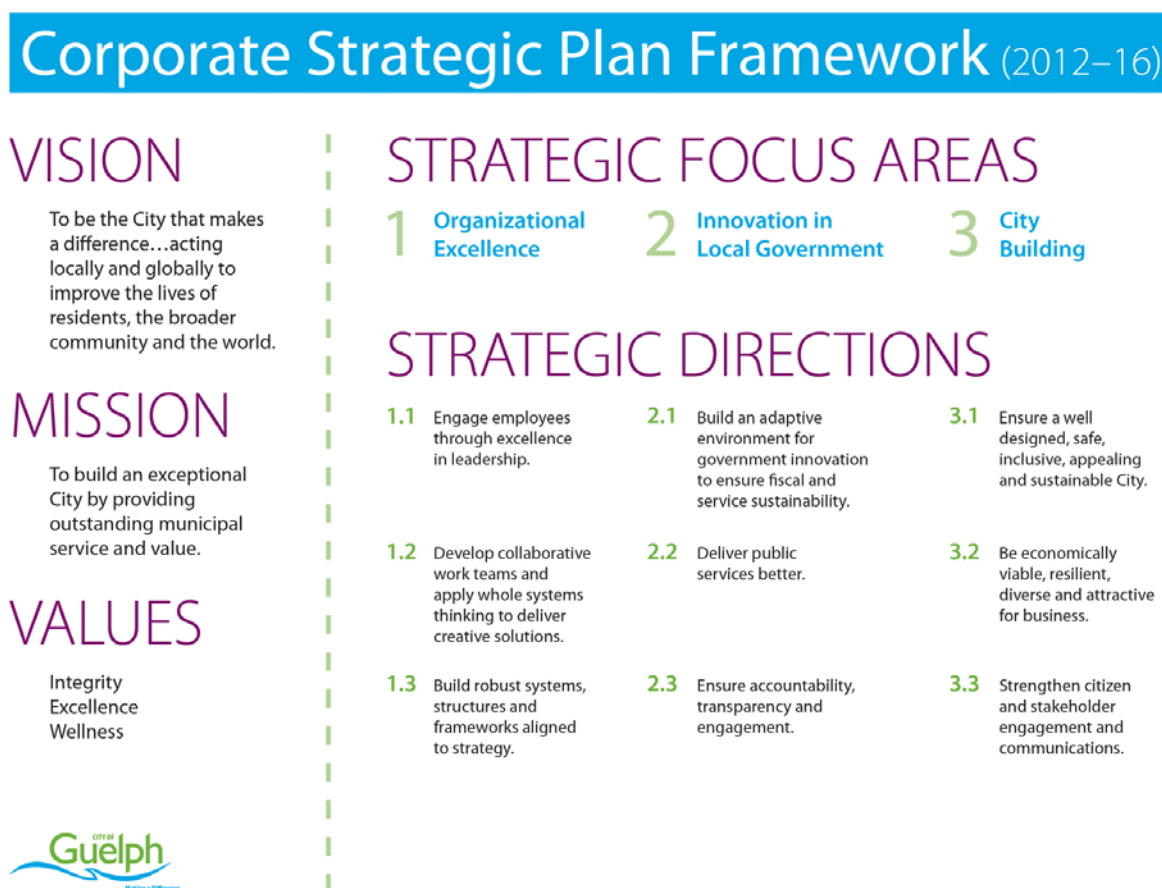 Corporate Strategic Plan Framework (2012–16)
VISION
To be the City that makes
a difference…acting
locally and globally to
improve the lives of
residents, the broader
community and the world.
MISSION
To build an exceptional
City by providing
outstanding municipal
service and value.
VALUES
Integrity
Excellence
Wellness
CITY OF
Guelph
Making a Difference
STRATEGIC FOCUS AREAS
1 Organizational
Excellence
2 Innovation in
Local Government
3 City
Building
STRATEGIC DIRECTIONS
1.1 Engage employees
through excellence
in leadership.
2.1 Build an adaptive
environment for
government innovation
to ensure fiscal and
service sustainability.
3.1 Ensure a well
designed, safe,
inclusive, appealing
and sustainable City.
1.2 Develop collaborative
work teams and
apply whole systems
thinking to deliver
creative solutions.
2.2 Deliver public
services better.
3.2 Be economically
viable, resilient,
diverse and attractive
for business.
1.3 Build robust systems,
structures and
frameworks aligned
to strategy.
2.3 Ensure accountability,
transparency and
engagement.
3.3 Strengthen citizen
and stakeholder
engagement and
communications.